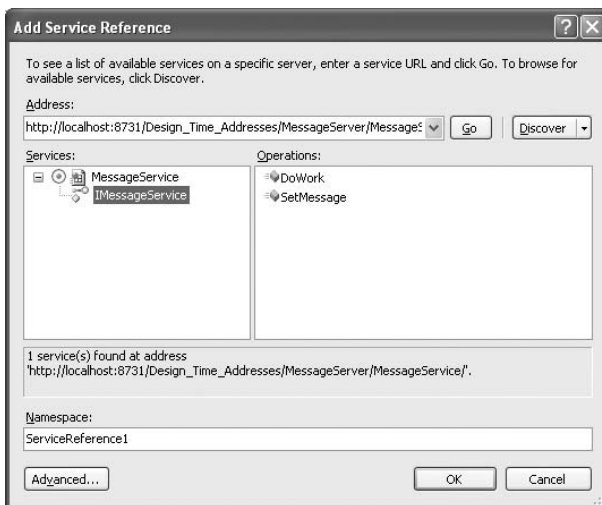 Add Service Reference
To see a list of available services on a specific server, enter a service URL and click Go. To browse for
available services, click Discover.
Address:
http://localhost:8731/Design_Time_Addresses/MessageServer/MessageS Go Discover
Services: Operations:
MessageService DoWork
IMessageService SetMessage
1 service(s) found at address
'http://localhost:8731/Design_Time_Addresses/MessageServer/MessageService/'.
Namespace:
ServiceReference1
Advanced... OK Cancel